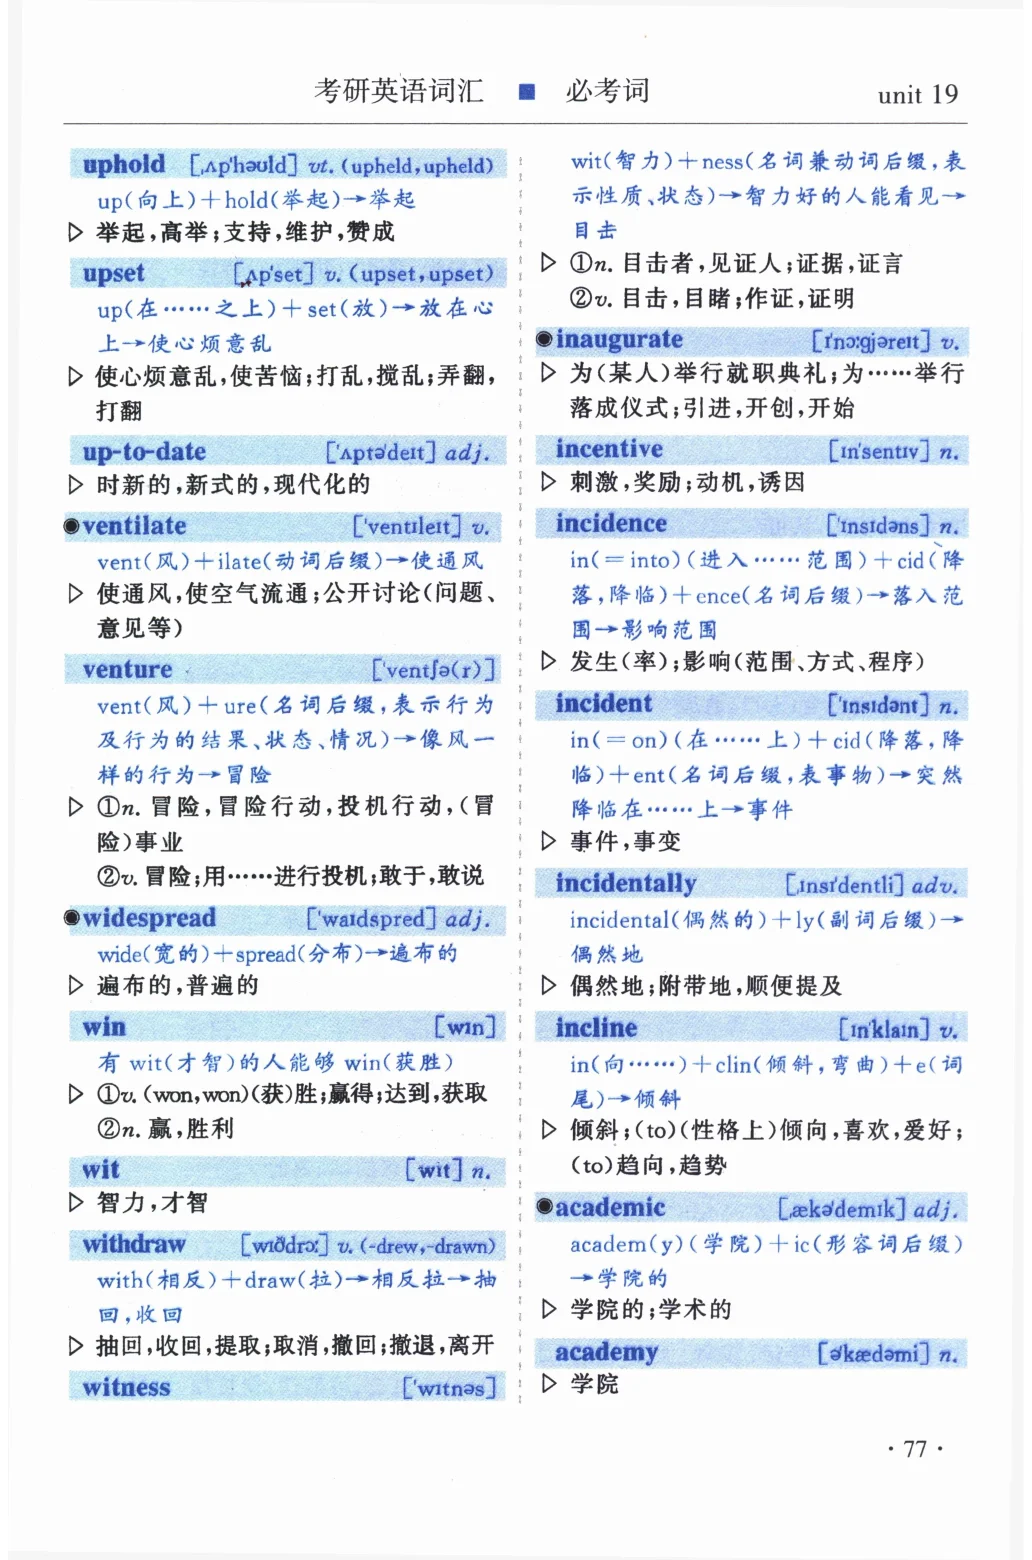 考研英语词汇 ■ 必考词 unit 19
uphold [ˌʌp'həuld] vt. (upheld,upheld)
up(向上)+hold(举起)→举起
▷ 举起,高举;支持,维护,赞成
upset [ˌʌp'set] v. (upset,upset)
up(在……之上)+set(放)→放在心
上→使心烦意乱
▷ 使心烦意乱,使苦恼;打乱,搅乱;弄翻,
打翻
up-to-date ['ʌptə'deɪt] adj.
▷ 时新的,新式的,现代化的
◉ventilate ['ventɪleɪt] v.
vent(风)+ilate(动词后缀)→使通风
▷ 使通风,使空气流通;公开讨论(问题、
意见等)
venture ['ventʃə(r)]
vent(风)+ure(名词后缀,表示行为
及行为的结果、状态、情况)→像风一
样的行为→冒险
▷ ①n. 冒险,冒险行动,投机行动,(冒
险)事业
②v. 冒险;用……进行投机;敢于,敢说
◉widespread ['waɪdspred] adj.
wide(宽的)+spread(分布)→遍布的
▷ 遍布的,普遍的
win [wɪn]
有 wit(才智)的人能够 win(获胜)
▷ ①v. (won,won)(获)胜;赢得;达到,获取
②n. 赢,胜利
wit [wɪt] n.
▷ 智力,才智
withdraw [wɪðdrɔː] v. (-drew,-drawn)
with(相反)+draw(拉)→相反拉→抽
回,收回
▷ 抽回,收回,提取;取消,撤回;撤退,离开
witness ['wɪtnəs]
wit(智力)+ness(名词兼动词后缀,表
示性质、状态)→智力好的人能看见→
目击
▷ ①n. 目击者,见证人;证据,证言
②v. 目击,目睹;作证,证明
◉inaugurate [ɪ'nɔːgjəreɪt] v.
▷ 为(某人)举行就职典礼;为……举行
落成仪式;引进,开创,开始
incentive [ɪn'sentɪv] n.
▷ 刺激,奖励;动机,诱因
incidence ['ɪnsɪdəns] n.
in(=into)(进入……范围)+cid(降
落,降临)+ence(名词后缀)→落入范
围→影响范围
▷ 发生(率);影响(范围、方式、程序)
incident ['ɪnsɪdənt] n.
in(=on)(在……上)+cid(降落,降
临)+ent(名词后缀,表事物)→突然
降临在……上→事件
▷ 事件,事变
incidentally [ˌɪnsɪ'dentli] adv.
incidental(偶然的)+ly(副词后缀)→
偶然地
▷ 偶然地;附带地,顺便提及
incline [ɪn'klaɪn] v.
in(向……)+clin(倾斜,弯曲)+e(词
尾)→倾斜
▷ 倾斜;(to)(性格上)倾向,喜欢,爱好;
(to)趋向,趋势
◉academic [ˌækə'demɪk] adj.
academ(y)(学院)+ic(形容词后缀)
→学院的
▷ 学院的;学术的
academy [ə'kædəmi] n.
▷ 学院
· 77 ·